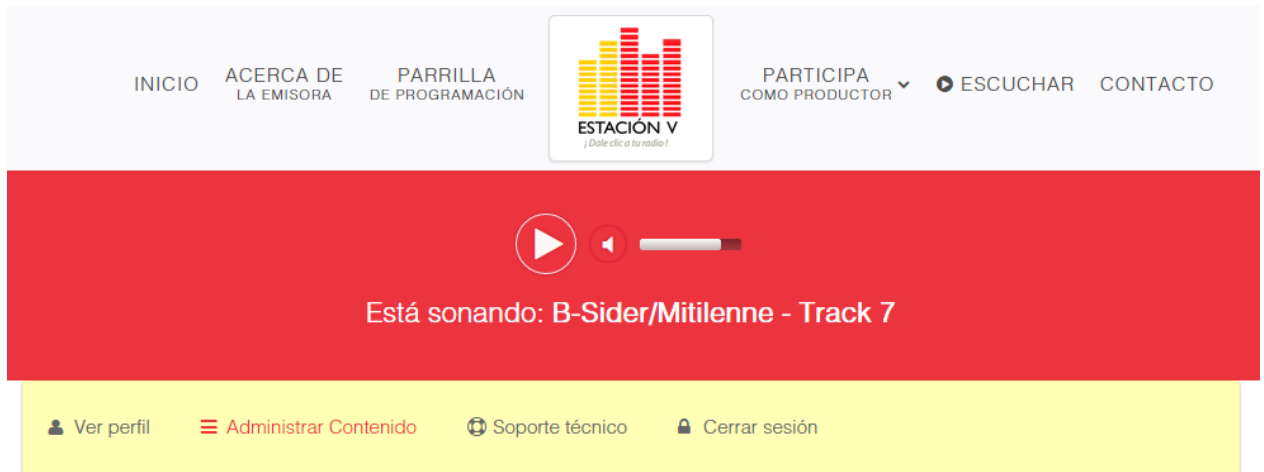 INICIO
ACERCA DE
LA EMISORA
PARRILLA
DE PROGRAMACIÓN
ESTACIÓN V
¡Dale clic a tu radio!
PARTICIPA
COMO PRODUCTOR
ESCUCHAR
CONTACTO
Está sonando: B-Sider/Mitilenne - Track 7
Ver perfil
Administrar Contenido
Soporte técnico
Cerrar sesión